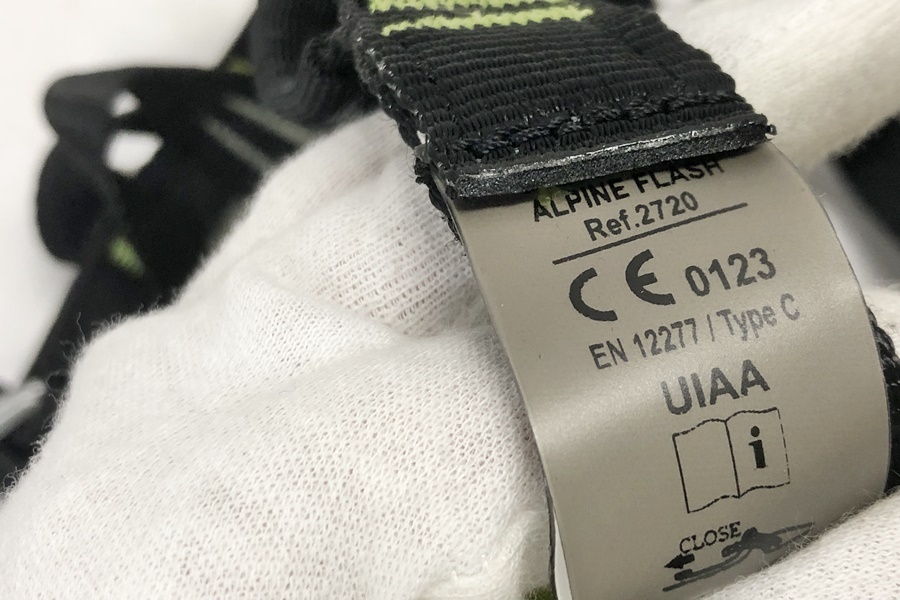 ALPINE FLASH
Ref.2720
CE 0123
EN 12277 / Type C
UIAA
i
CLOSE